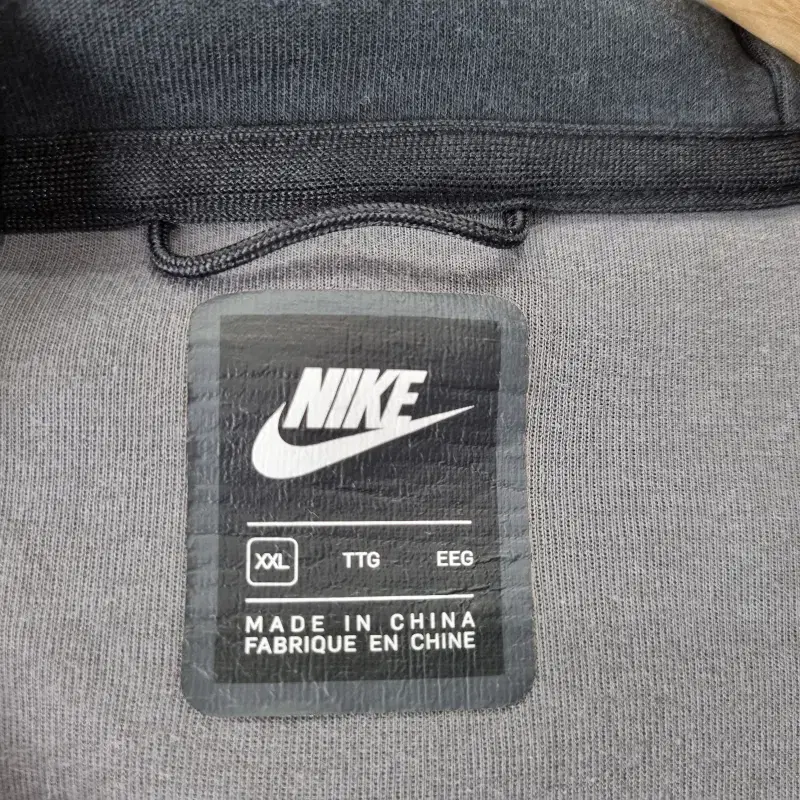 NIKE
XXL TTG EEG
MADE IN CHINA
FABRIQUE EN CHINE